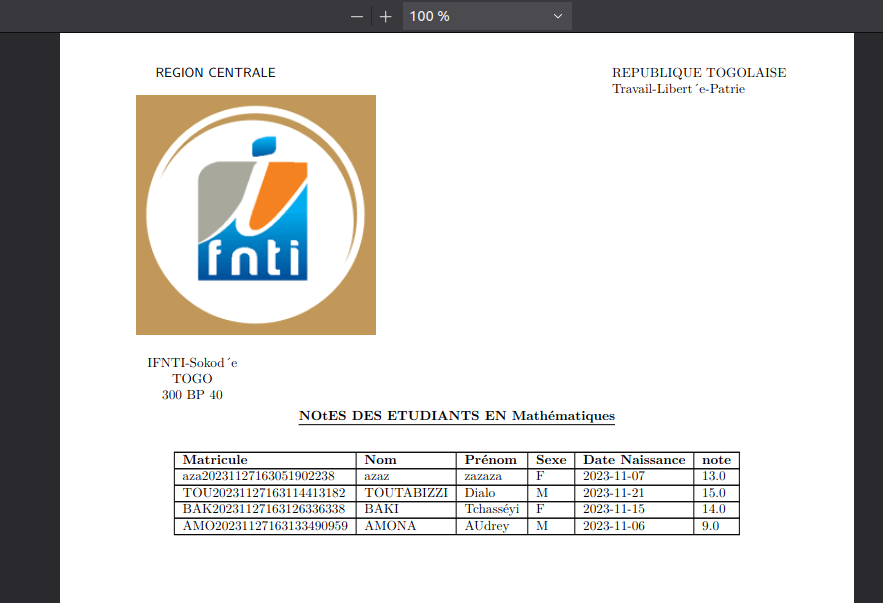 100 %
REGION CENTRALE
REPUBLIQUE TOGOLAISE
Travail-Libert´e-Patrie
fnti
IFNTI-Sokod´e
TOGO
300 BP 40
NOtES DES ETUDIANTS EN Mathématiques
Matricule Nom Prénom Sexe Date Naissance note
aza20231127163051902238 azaz zazaza F 2023-11-07 13.0
TOU20231127163114413182 TOUTABIZZI Dialo M 2023-11-21 15.0
BAK20231127163126336338 BAKI Tchasséyi F 2023-11-15 14.0
AMO20231127163133490959 AMONA AUdrey M 2023-11-06 9.0